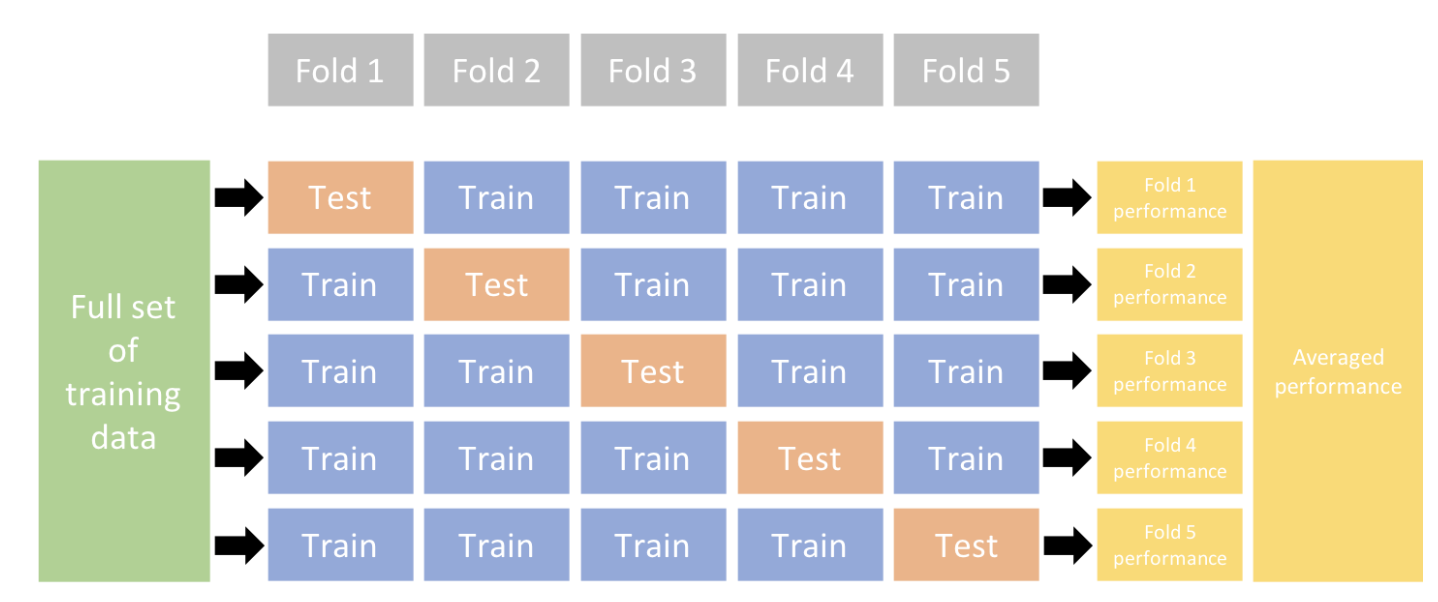 Fold 1 Fold 2 Fold 3 Fold 4 Fold 5
Full set
of
training
data
Test Train Train Train Train
Fold 1
performance
Train Test Train Train Train
Fold 2
performance
Train Train Test Train Train
Fold 3
performance
Train Train Train Test Train
Fold 4
performance
Train Train Train Train Test
Fold 5
performance
Averaged
performance